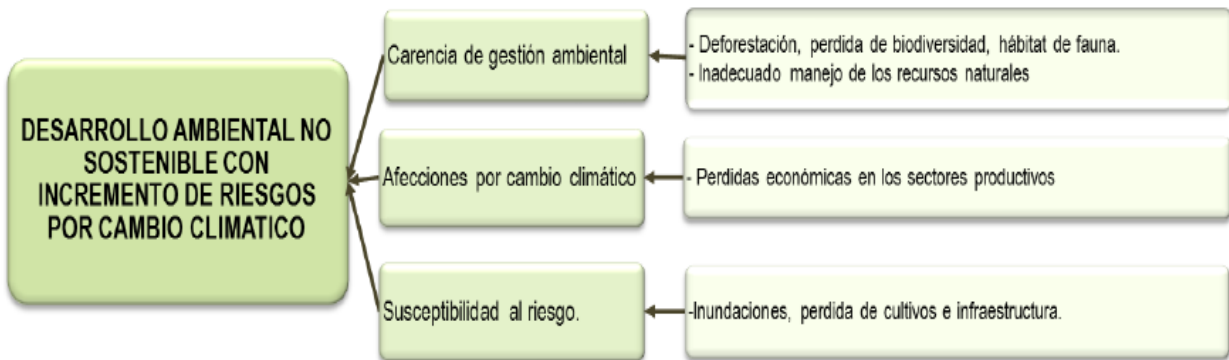 DESARROLLO AMBIENTAL NO
SOSTENIBLE CON
INCREMENTO DE RIESGOS
POR CAMBIO CLIMATICO
Carencia de gestión ambiental
- Deforestación, perdida de biodiversidad, hábitat de fauna.
- Inadecuado manejo de los recursos naturales
Afecciones por cambio climático
- Perdidas económicas en los sectores productivos
Susceptibilidad al riesgo.
-Inundaciones, perdida de cultivos e infraestructura.